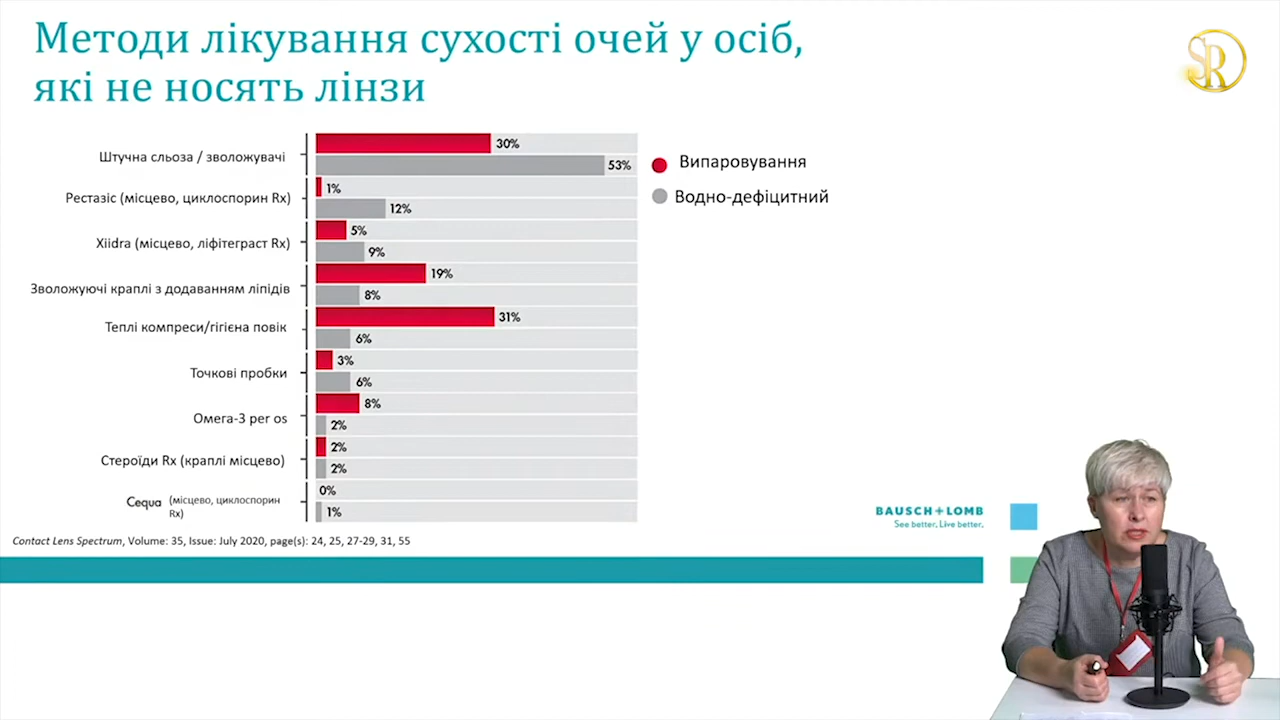 Методи лікування сухості очей у осіб,
які не носять лінзи
SR
Штучна сльоза / зволожувачі
30%
53%
Випаровування
Водно-дефіцитний
Рестазіс (місцево, циклоспорин Rx)
1%
12%
Xiidra (місцево, ліфітеграст Rx)
5%
9%
Зволожуючі краплі з додаванням ліпідів
19%
8%
Теплі компреси/гігієна повік
31%
6%
Точкові пробки
3%
6%
Омега-3 per os
8%
2%
Стероїди Rx (краплі місцево)
2%
2%
Cequa (місцево, циклоспорин
Rx)
0%
1%
BAUSCH + LOMB
See better. Live better.
Contact Lens Spectrum, Volume: 35, Issue: July 2020, page(s): 24, 25, 27-29, 31, 55